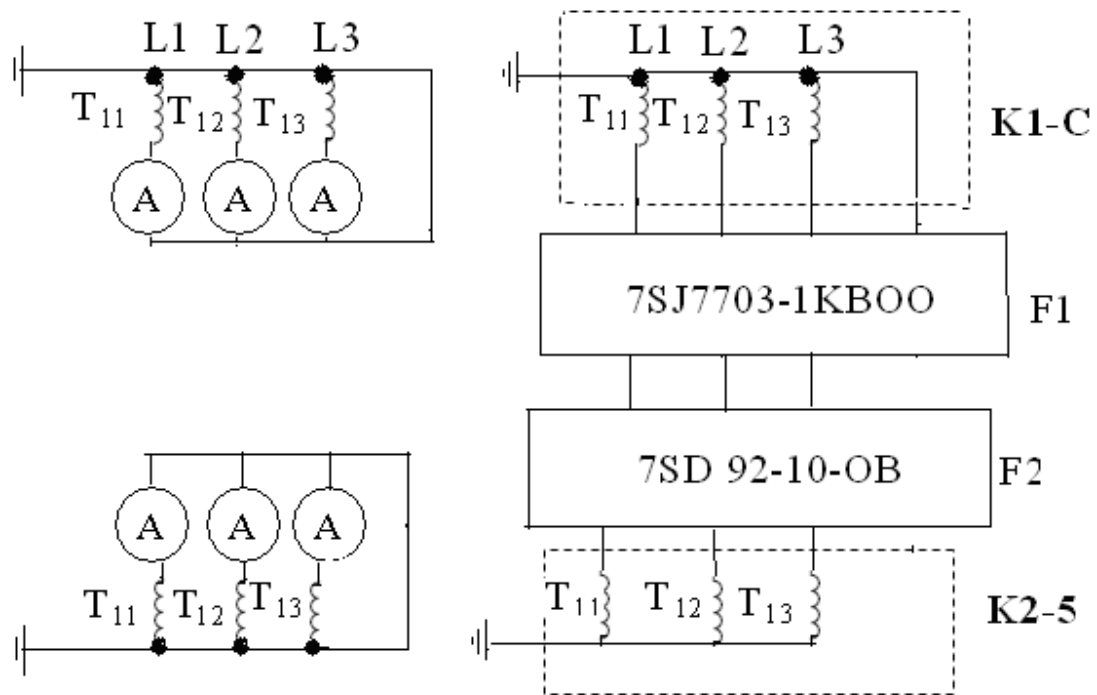 L1 L2 L3
T11 T12 T13
A A A
L1 L2 L3
T11 T12 T13
K1-C
7SJ7703-1KBOO
F1
7SD 92-10-OB
F2
A A A
T11 T12 T13
T11 T12 T13
K2-5